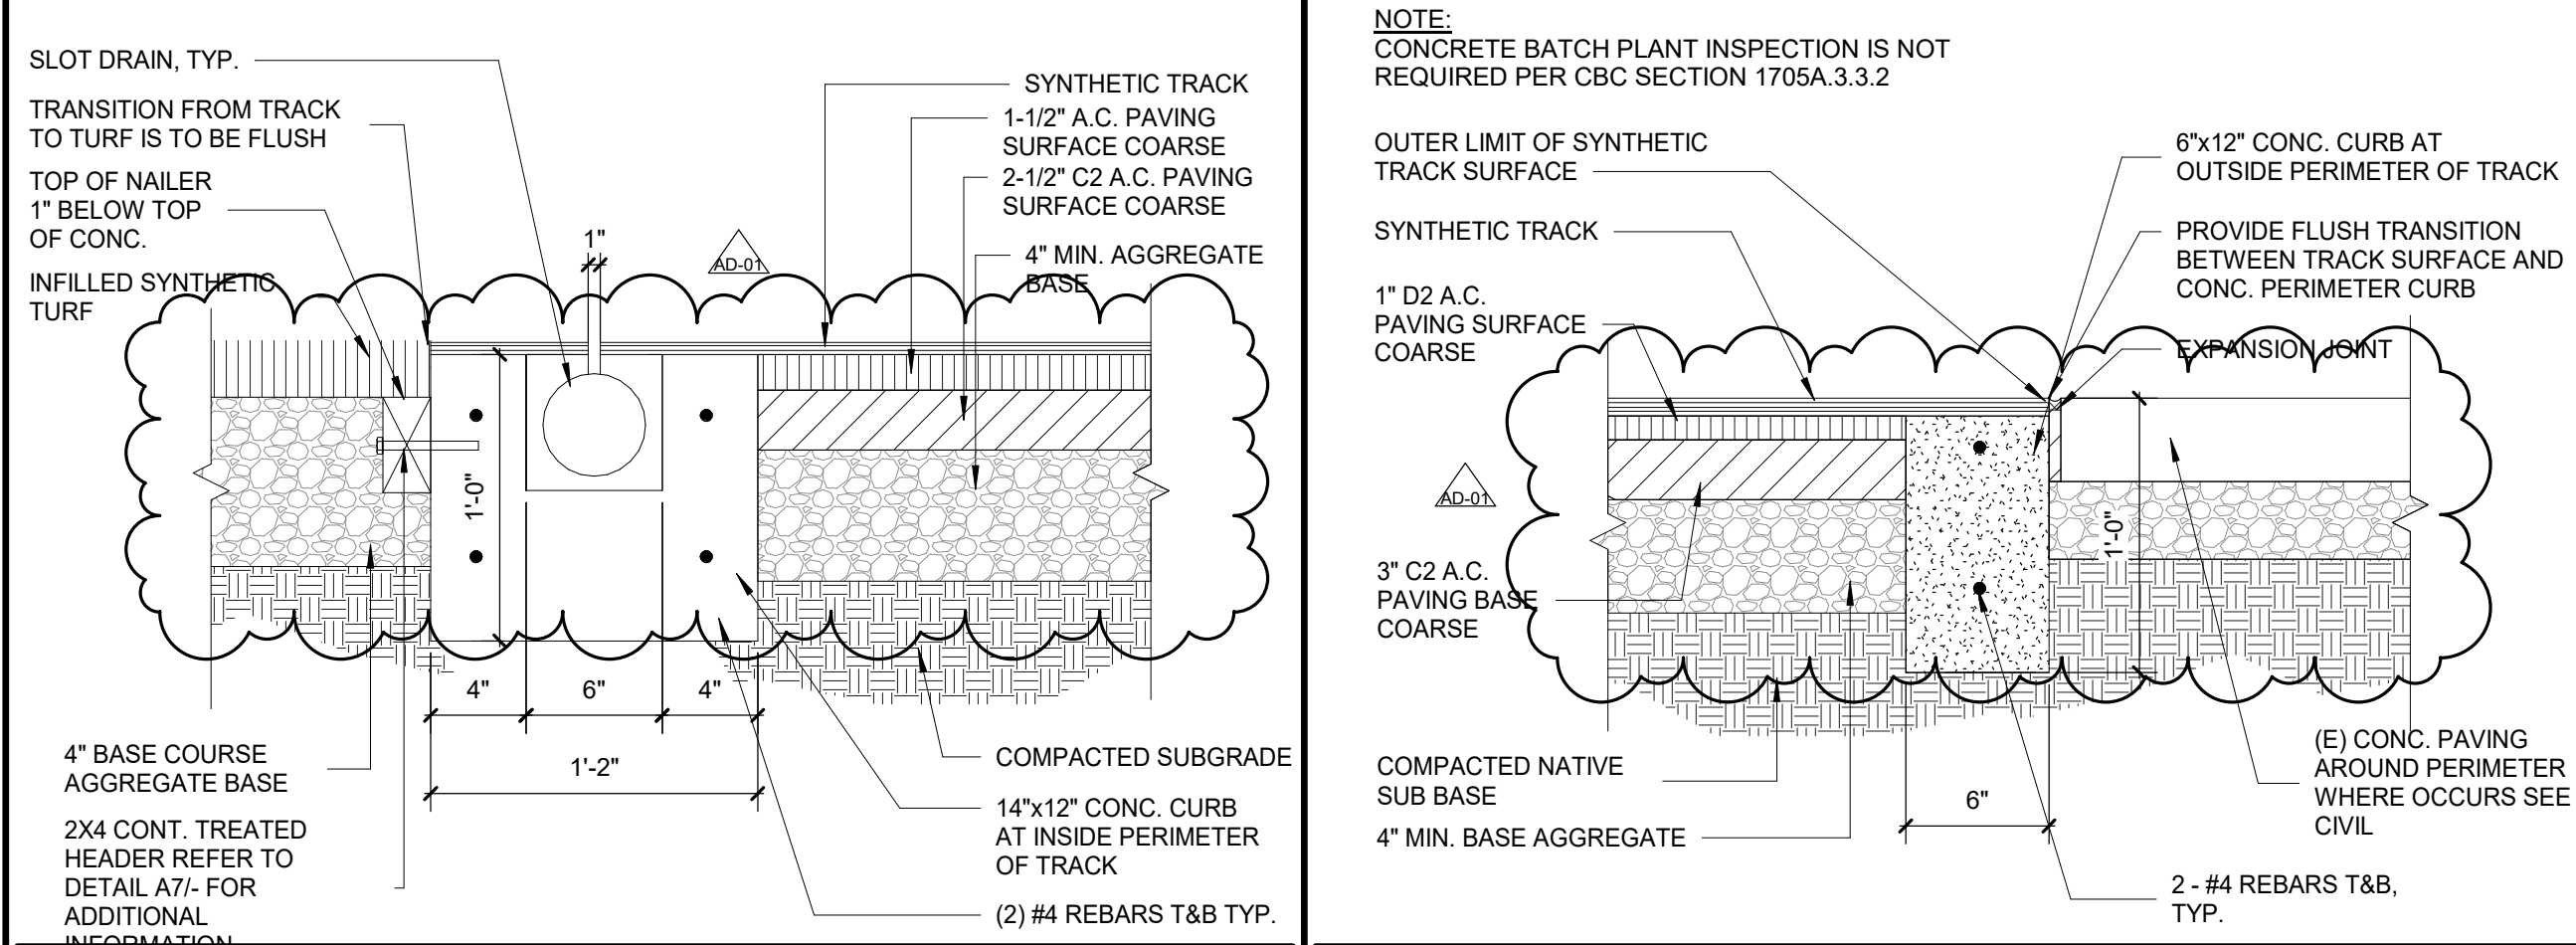 SLOT DRAIN, TYP.
TRANSITION FROM TRACK
TO TURF IS TO BE FLUSH
TOP OF NAILER
1" BELOW TOP
OF CONC.
INFILLED SYNTHETIC
TURF
1"
AD-01
SYNTHETIC TRACK
1-1/2" A.C. PAVING
SURFACE COARSE
2-1/2" C2 A.C. PAVING
SURFACE COARSE
4" MIN. AGGREGATE
BASE
1'-0"
4"
6"
4"
1'-2"
4" BASE COURSE
AGGREGATE BASE
2X4 CONT. TREATED
HEADER REFER TO
DETAIL A7/- FOR
ADDITIONAL
INFORMATION
COMPACTED SUBGRADE
14"x12" CONC. CURB
AT INSIDE PERIMETER
OF TRACK
(2) #4 REBARS T&B TYP.
NOTE:
CONCRETE BATCH PLANT INSPECTION IS NOT
REQUIRED PER CBC SECTION 1705A.3.3.2
OUTER LIMIT OF SYNTHETIC
TRACK SURFACE
SYNTHETIC TRACK
1" D2 A.C.
PAVING SURFACE
COARSE
AD-01
3" C2 A.C.
PAVING BASE
COARSE
COMPACTED NATIVE
SUB BASE
4" MIN. BASE AGGREGATE
6"x12" CONC. CURB AT
OUTSIDE PERIMETER OF TRACK
PROVIDE FLUSH TRANSITION
BETWEEN TRACK SURFACE AND
CONC. PERIMETER CURB
EXPANSION JOINT
1'-0"
6"
(E) CONC. PAVING
AROUND PERIMETER
WHERE OCCURS SEE
CIVIL
2 - #4 REBARS T&B,
TYP.